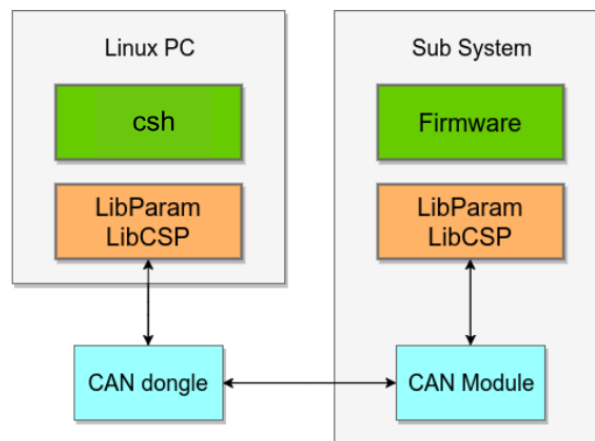 Linux PC
csh
LibParam
LibCSP
CAN dongle
Sub System
Firmware
LibParam
LibCSP
CAN Module